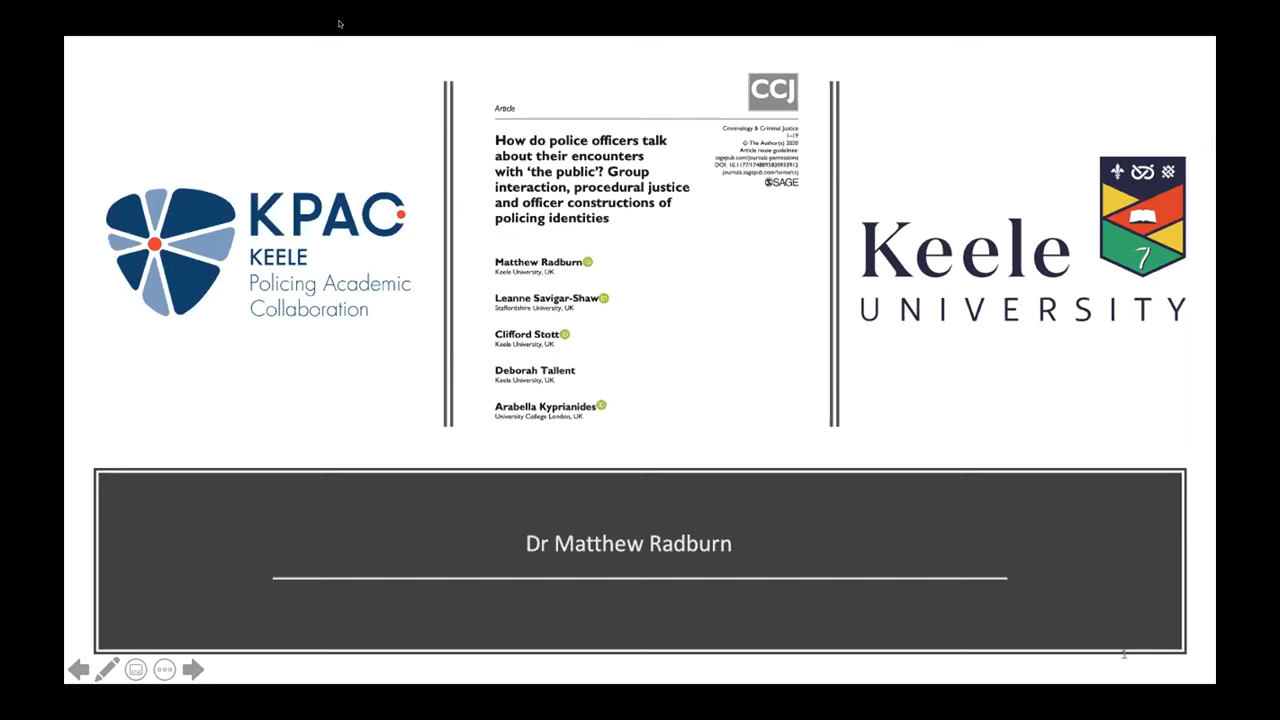 KPAC
KEELE
Policing Academic
Collaboration
CCJ
Article
Criminology & Criminal Justice
1–19
© The Author(s) 2020
Article reuse guidelines:
sagepub.com/journals-permissions
journals.sagepub.com/home/ccj
SAGE
How do police officers talk
about their encounters
with ‘the public’? Group
interaction, procedural justice
and officer constructions of
policing identities
Matthew Radburn
Keele University, UK
Leanne Savigar-Shaw
Staffordshire University, UK
Clifford Stott
Keele University, UK
Deborah Tallent
Keele University, UK
Arabella Kyprianides
University College London, UK
Keele
UNIVERSITY
Dr Matthew Radburn
1